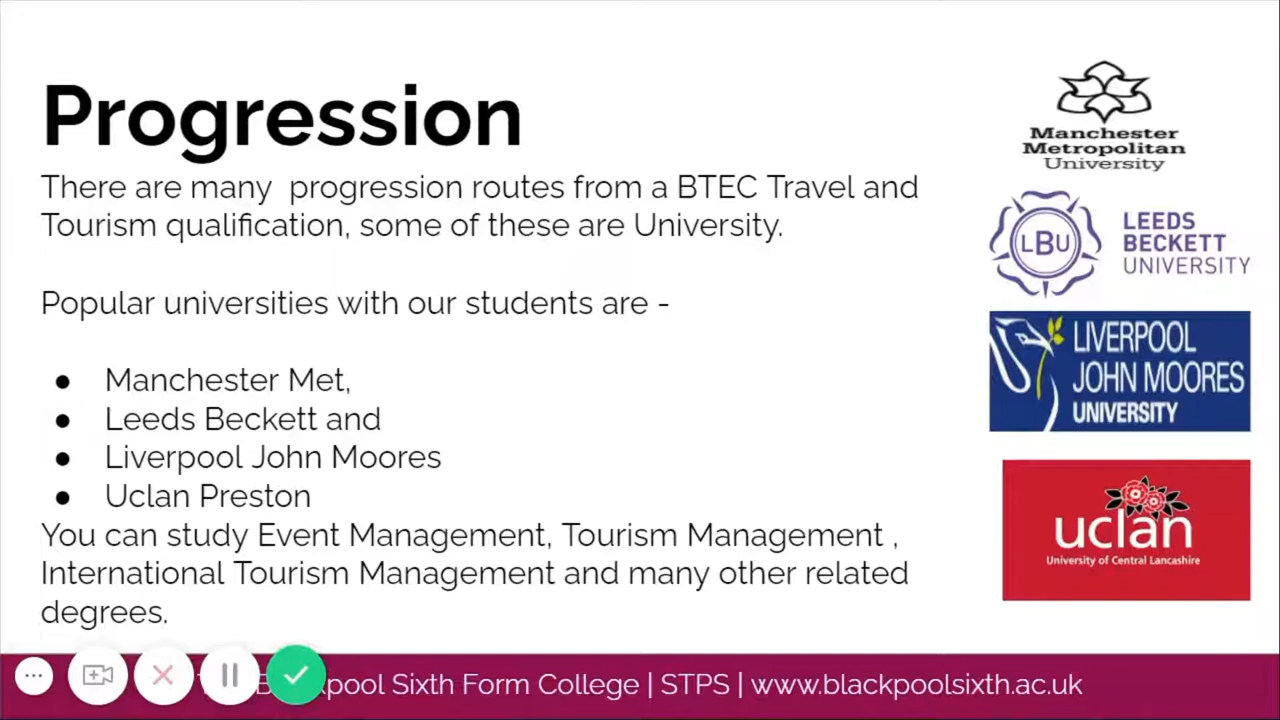 Progression
There are many  progression routes from a BTEC Travel and
Tourism qualification, some of these are University.
Popular universities with our students are -
● Manchester Met,
● Leeds Beckett and
● Liverpool John Moores
● Uclan Preston
You can study Event Management, Tourism Management ,
International Tourism Management and many other related
degrees.
Manchester
Metropolitan
University
LBU
LEEDS
BECKETT
UNIVERSITY
LIVERPOOL
JOHN MOORES
UNIVERSITY
uclan
University of Central Lancashire
Sixth Form College | STPS | www.blackpoolsixth.ac.uk